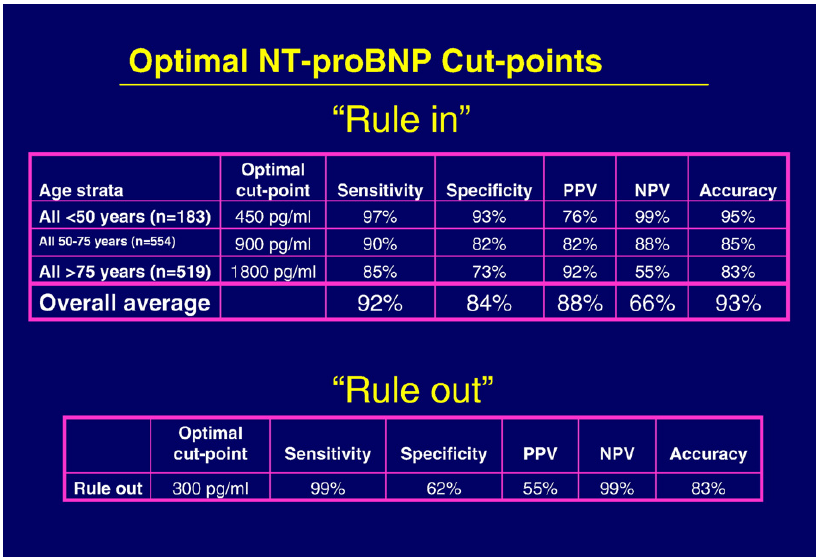 Optimal NT-proBNP Cut-points
“Rule in”
Age strata Optimal cut-point Sensitivity Specificity PPV NPV Accuracy
All <50 years (n=183) 450 pg/ml 97% 93% 76% 99% 95%
All 50-75 years (n=554) 900 pg/ml 90% 82% 82% 88% 85%
All >75 years (n=519) 1800 pg/ml 85% 73% 92% 55% 83%
Overall average 92% 84% 88% 66% 93%
“Rule out”
Optimal cut-point Sensitivity Specificity PPV NPV Accuracy
Rule out 300 pg/ml 99% 62% 55% 99% 83%